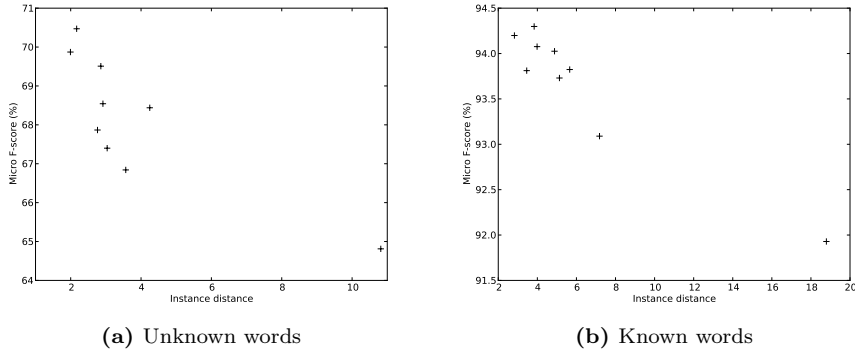 71
70
69
68
67
66
65
64
Micro F-score (%)
2 4 6 8 10
Instance distance
(a) Unknown words
94.5
94.0
93.5
93.0
92.5
92.0
91.5
Micro F-score (%)
2 4 6 8 10 12 14 16 18 20
Instance distance
(b) Known words